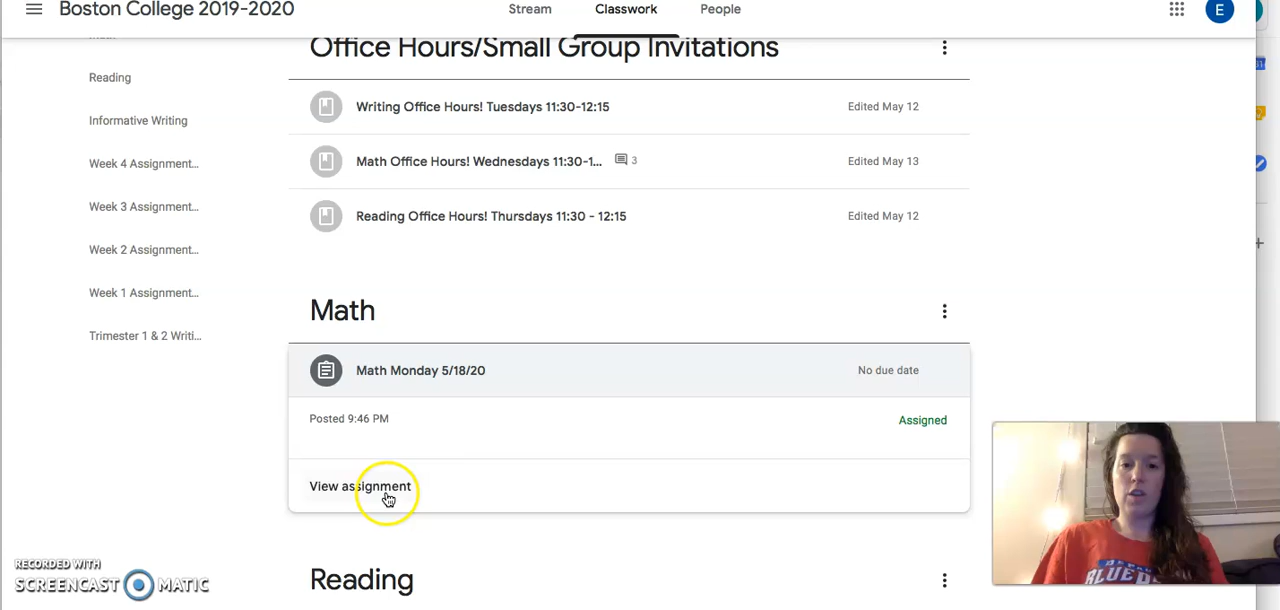 Boston College 2019-2020
Stream
Classwork
People
E
Reading
Informative Writing
Week 4 Assignment...
Week 3 Assignment...
Week 2 Assignment...
Week 1 Assignment...
Trimester 1 & 2 Writi...
Office Hours/Small Group Invitations
Writing Office Hours! Tuesdays 11:30-12:15
Edited May 12
Math Office Hours! Wednesdays 11:30-1...
3
Edited May 13
Reading Office Hours! Thursdays 11:30 - 12:15
Edited May 12
Math
Math Monday 5/18/20
No due date
Posted 9:46 PM
Assigned
View assignment
Reading
RECORDED WITH
SCREENCAST MATIC